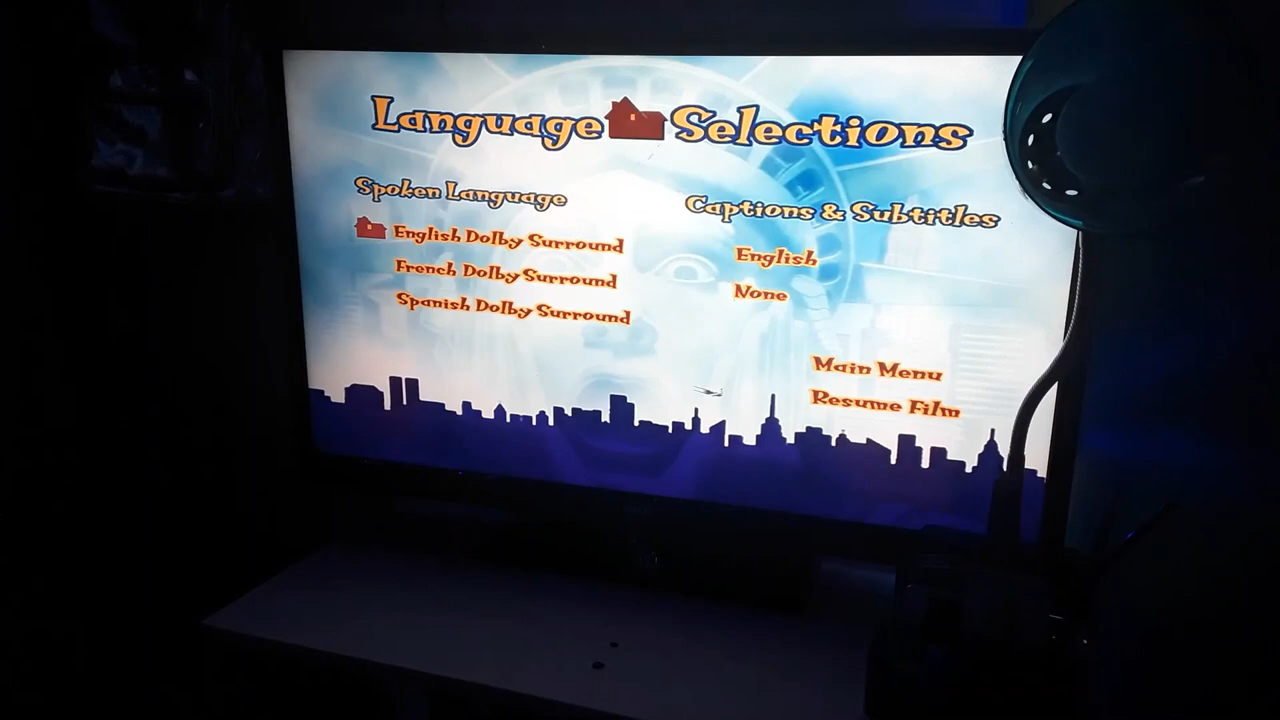 Language Selections
Spoken Language
English Dolby Surround
French Dolby Surround
Spanish Dolby Surround
Captions & Subtitles
English
None
Main Menu
Resume Film